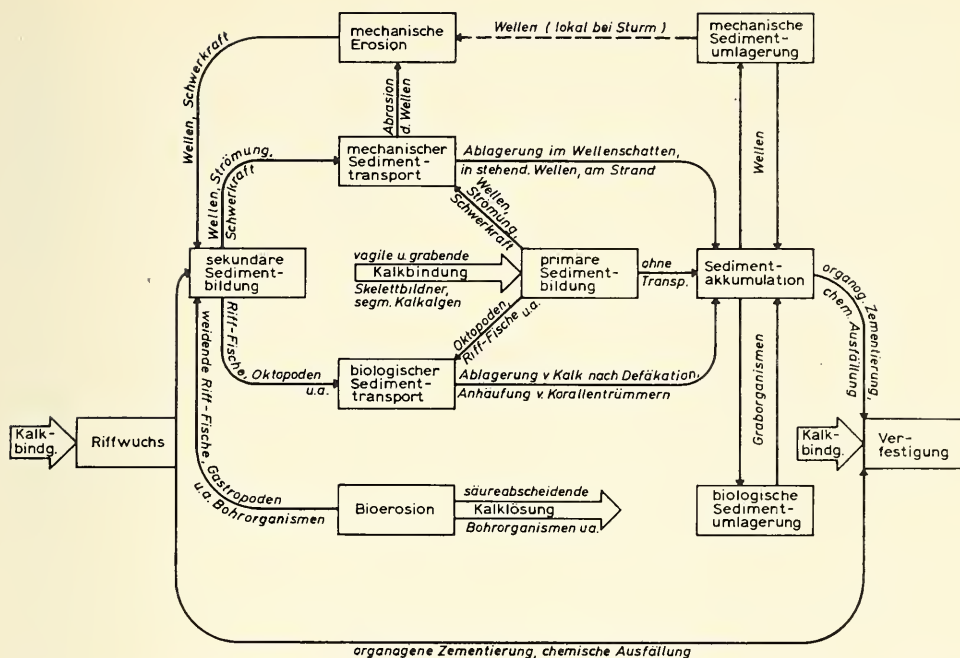 mechanische
Erosion
Wellen ( lokal bei Sturm )
mechanische
Sediment-
umlagerung
Wellen, Schwerkraft
Abrasion
d. Wellen
Wellen, Strömung,
Schwerkraft
mechanischer
Sediment-
transport
Ablagerung im Wellenschatten,
in stehend. Wellen, am Strand
Wellen
Wellen,
Strömung,
Schwerkraft
sekundäre
Sediment-
bildung
vagile u. grabende
Kalkbindung
Skelettbildner,
segm. Kalkalgen
primäre
Sediment-
bildung
ohne
Transp.
Sediment-
akkumulation
organog. Zementierung,
chem. Ausfällung
Riff-Fische, Oktopoden
u.a.
Oktopoden,
Riff-Fische u.a.
biologischer
Sediment-
transport
Ablagerung v Kalk nach Defäkation,
Anhäufung v. Korallentrümmern
Graborganismen
Kalk-
bindg.
Riffwuchs
weidende Riff-Fische, Gastropoden
u.a. Bohrorganismen
Kalk-
bindg.
Ver-
festigung
Bioerosion
säureabscheidende
Kalklösung
Bohrorganismen ua.
biologische
Sediment-
umlagerung
organagene Zementierung, chemische Ausfällung